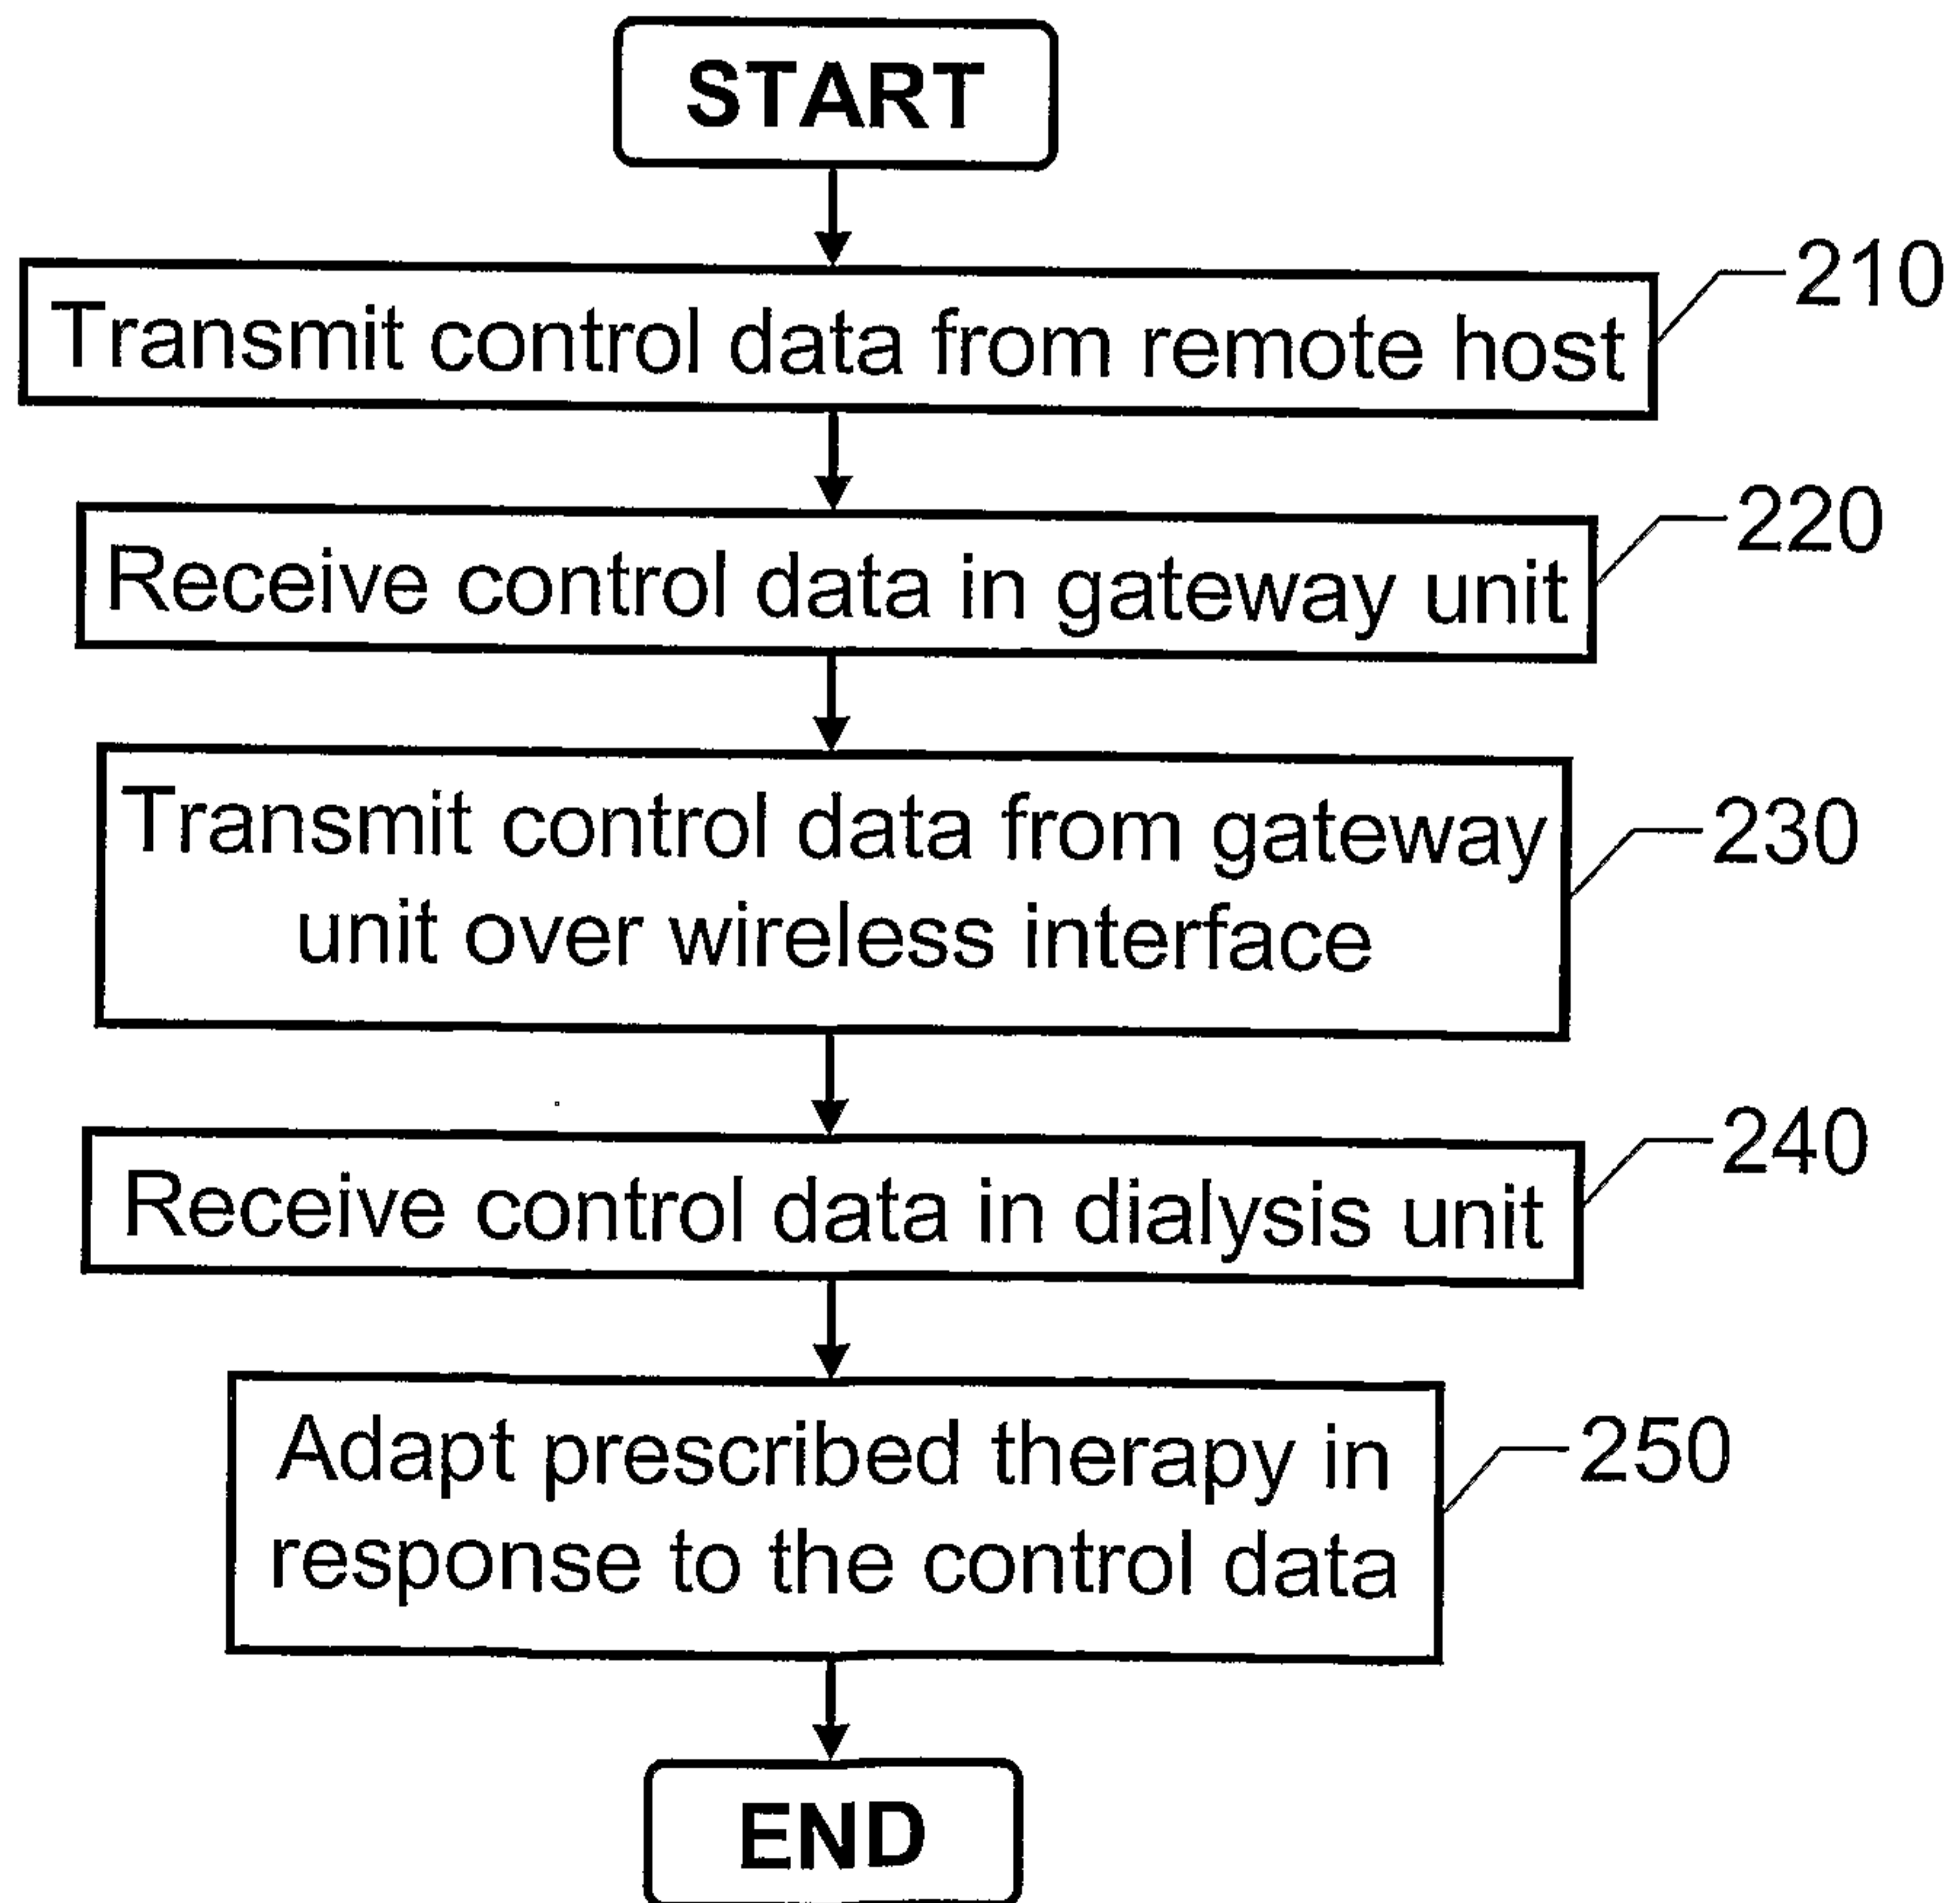 START
Transmit control data from remote host
210
Receive control data in gateway unit
220
Transmit control data from gateway
unit over wireless interface
230
Receive control data in dialysis unit
240
Adapt prescribed therapy in
response to the control data
250
END